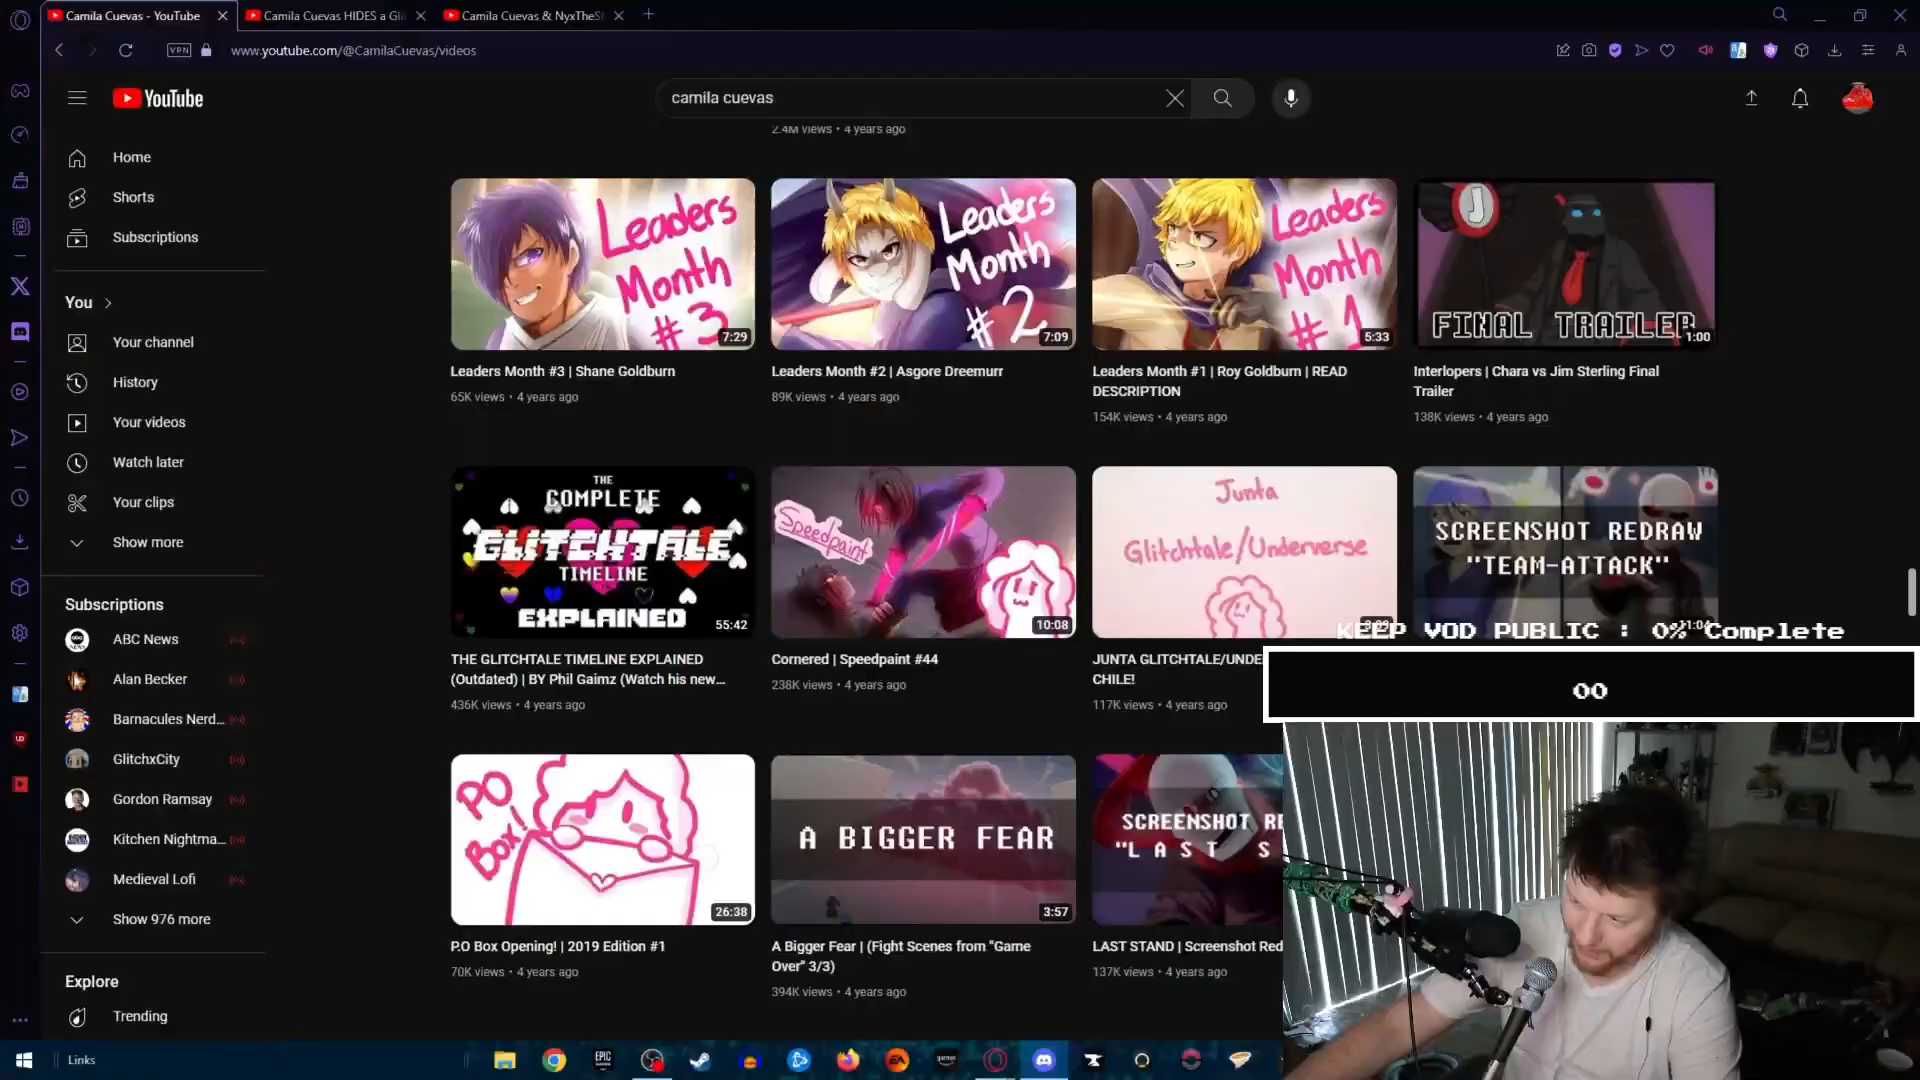 Camila Cuevas - YouTube
Camila Cuevas HIDES a Gli
Camila Cuevas & NyxTheS
VPN
www.youtube.com/@CamilaCuevas/videos
YouTube
camila cuevas
Home
Shorts
Subscriptions
You
Your channel
History
Your videos
Watch later
Your clips
Show more
Subscriptions
ABC News
Alan Becker
Barnacules Nerd...
GlitchxCity
Gordon Ramsay
Kitchen Nightma...
Medieval Lofi
Show 976 more
Explore
Trending
2.4M views • 4 years ago
Leaders Month #3
7:29
Leaders Month #3 | Shane Goldburn
65K views • 4 years ago
Leaders Month #2
7:09
Leaders Month #2 | Asgore Dreemurr
89K views • 4 years ago
Leaders Month #1
5:33
Leaders Month #1 | Roy Goldburn | READ
DESCRIPTION
154K views • 4 years ago
J
FINAL TRAILER
1:00
Interlopers | Chara vs Jim Sterling Final
Trailer
138K views • 4 years ago
THE
COMPLETE
GLITCHTALE
TIMELINE
EXPLAINED
55:42
THE GLITCHTALE TIMELINE EXPLAINED
(Outdated) | BY Phil Gaimz (Watch his new...
436K views • 4 years ago
Speedpaint
10:08
Cornered | Speedpaint #44
238K views • 4 years ago
Junta
Glitchtale/Underverse
JUNTA GLITCHTALE/UNDE
CHILE!
117K views • 4 years ago
SCREENSHOT REDRAW
"TEAM-ATTACK"
KEEP VOD PUBLIC : 0% Complete
00
PO
Box!
26:38
P.O Box Opening! | 2019 Edition #1
70K views • 4 years ago
A BIGGER FEAR
3:57
A Bigger Fear | (Fight Scenes from "Game
Over" 3/3)
394K views • 4 years ago
SCREENSHOT RE
"LAST S
LAST STAND | Screenshot Red
137K views • 4 years ago
Links
EPIC
EA
games